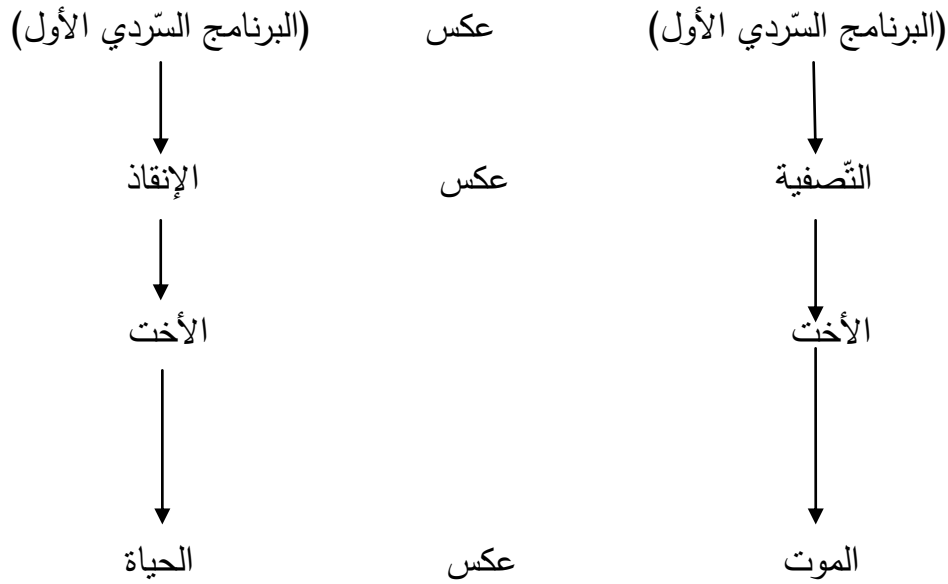 (البرنامج السّردي الأول) عكس (البرنامج السّردي الأول)
التّصفية عكس الإنقاذ
الأخت الأخت
الموت عكس الحياة